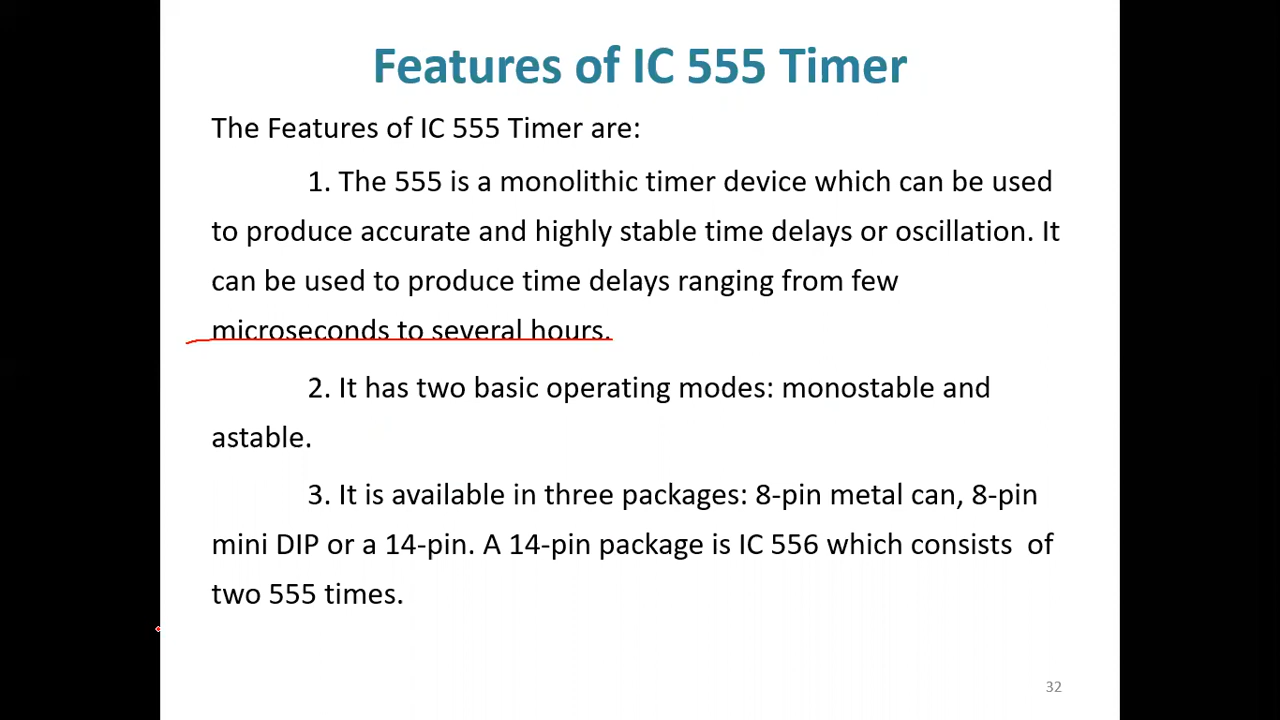 Features of IC 555 Timer
The Features of IC 555 Timer are:
1. The 555 is a monolithic timer device which can be used
to produce accurate and highly stable time delays or oscillation. It
can be used to produce time delays ranging from few
microseconds to several hours.
2. It has two basic operating modes: monostable and
astable.
3. It is available in three packages: 8-pin metal can, 8-pin
mini DIP or a 14-pin. A 14-pin package is IC 556 which consists of
two 555 times.
32